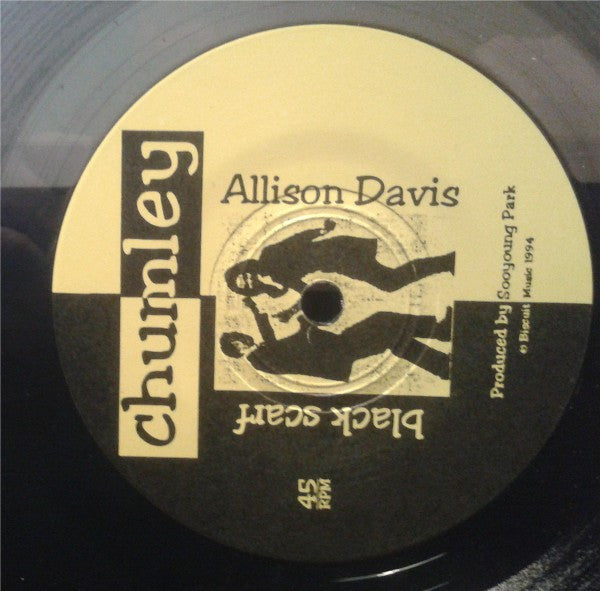 chumley
Allison Davis
black scarf
Produced by Sooyoung Park
© Biscuit Music 1994
45
RPM